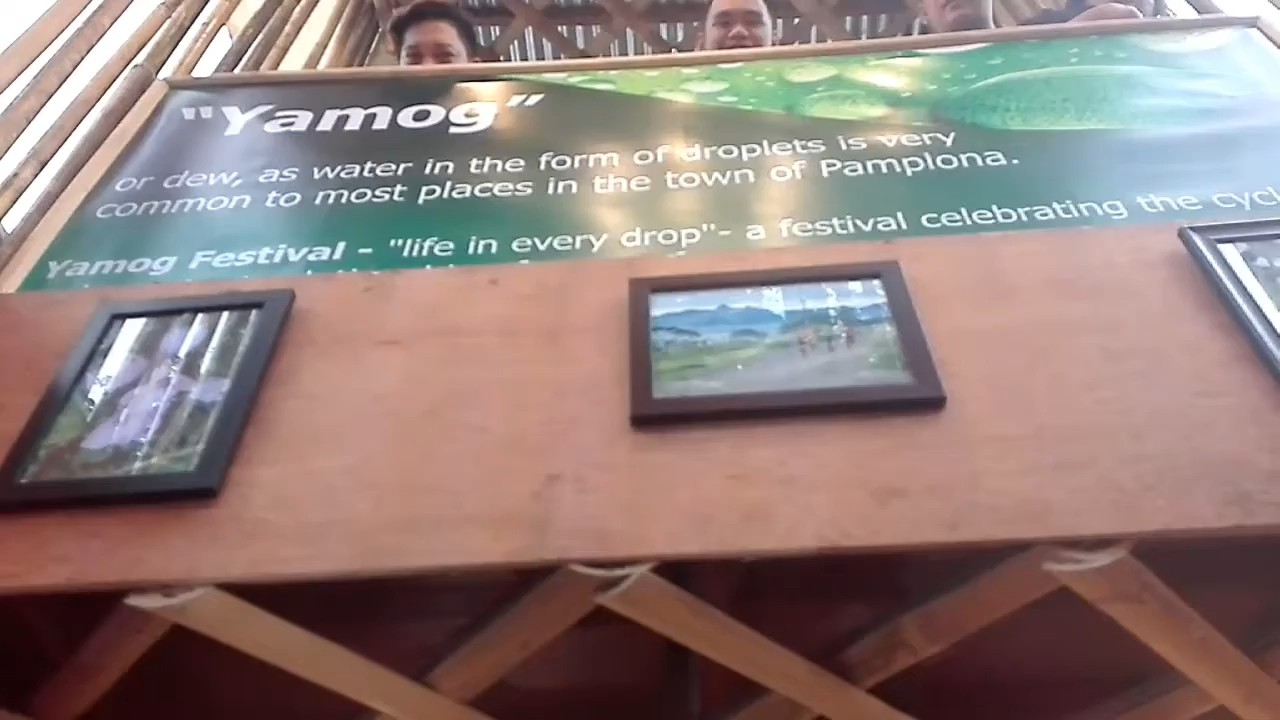 "Yamog"
or dew, as water in the form of droplets is very
common to most places in the town of Pamplona.
Yamog Festival - "life in every drop"- a festival celebrating the